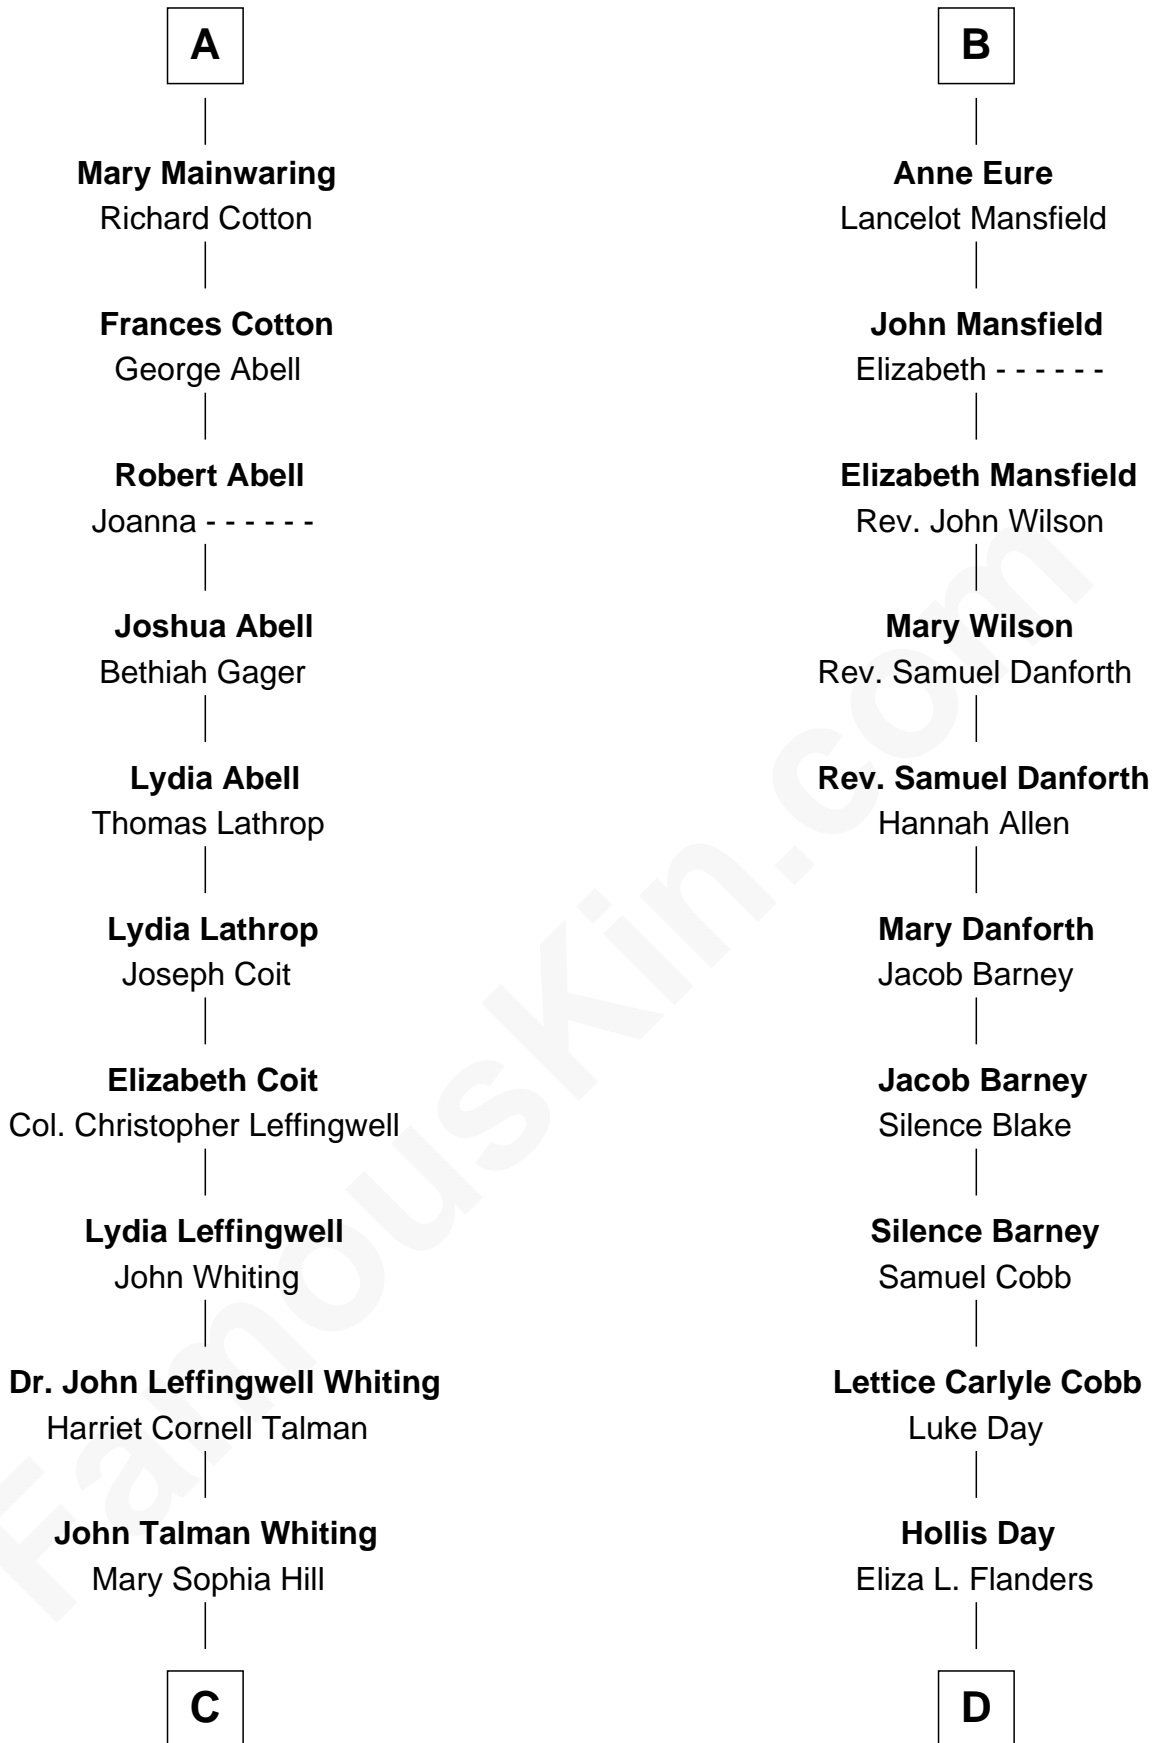 A
Mary Mainwaring
Richard Cotton
Frances Cotton
George Abell
Robert Abell
Joanna - - - - - -
Joshua Abell
Bethiah Gager
Lydia Abell
Thomas Lathrop
Lydia Lathrop
Joseph Coit
Elizabeth Coit
Col. Christopher Leffingwell
Lydia Leffingwell
John Whiting
Dr. John Leffingwell Whiting
Harriet Cornell Talman
John Talman Whiting
Mary Sophia Hill
C
B
Anne Eure
Lancelot Mansfield
John Mansfield
Elizabeth - - - - - -
Elizabeth Mansfield
Rev. John Wilson
Mary Wilson
Rev. Samuel Danforth
Rev. Samuel Danforth
Hannah Allen
Mary Danforth
Jacob Barney
Jacob Barney
Silence Blake
Silence Barney
Samuel Cobb
Lettice Carlyle Cobb
Luke Day
Hollis Day
Eliza L. Flanders
D
FamousKin.com